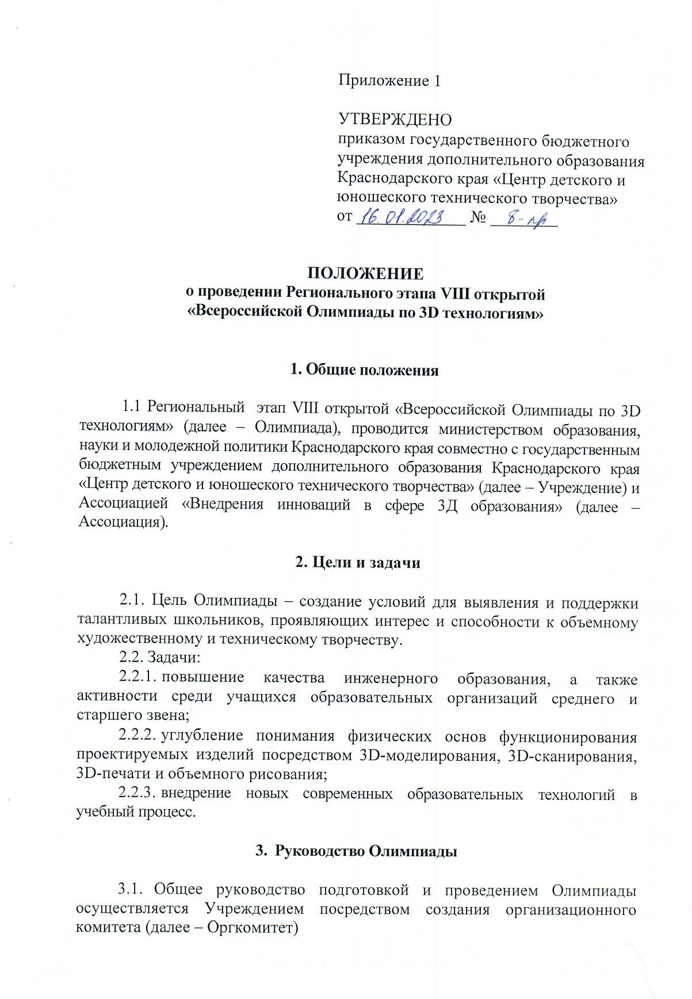 Приложение 1
УТВЕРЖДЕНО
приказом государственного бюджетного
учреждения дополнительного образования
Краснодарского края «Центр детского и
юношеского технического творчества»
от 16.01.2023 № 8-пр
ПОЛОЖЕНИЕ
о проведении Регионального этапа VIII открытой
«Всероссийской Олимпиады по 3D технологиям»
1. Общие положения
1.1 Региональный этап VIII открытой «Всероссийской Олимпиады по 3D
технологиям» (далее – Олимпиада), проводится министерством образования,
науки и молодежной политики Краснодарского края совместно с государственным
бюджетным учреждением дополнительного образования Краснодарского края
«Центр детского и юношеского технического творчества» (далее – Учреждение) и
Ассоциацией «Внедрения инноваций в сфере 3Д образования» (далее –
Ассоциация).
2. Цели и задачи
2.1. Цель Олимпиады – создание условий для выявления и поддержки
талантливых школьников, проявляющих интерес и способности к объемному
художественному и техническому творчеству.
2.2. Задачи:
2.2.1. повышение качества инженерного образования, а также
активности среди учащихся образовательных организаций среднего и
старшего звена;
2.2.2. углубление понимания физических основ функционирования
проектируемых изделий посредством 3D-моделирования, 3D-сканирования,
3D-печати и объемного рисования;
2.2.3. внедрение новых современных образовательных технологий в
учебный процесс.
3. Руководство Олимпиады
3.1. Общее руководство подготовкой и проведением Олимпиады
осуществляется Учреждением посредством создания организационного
комитета (далее – Оргкомитет)